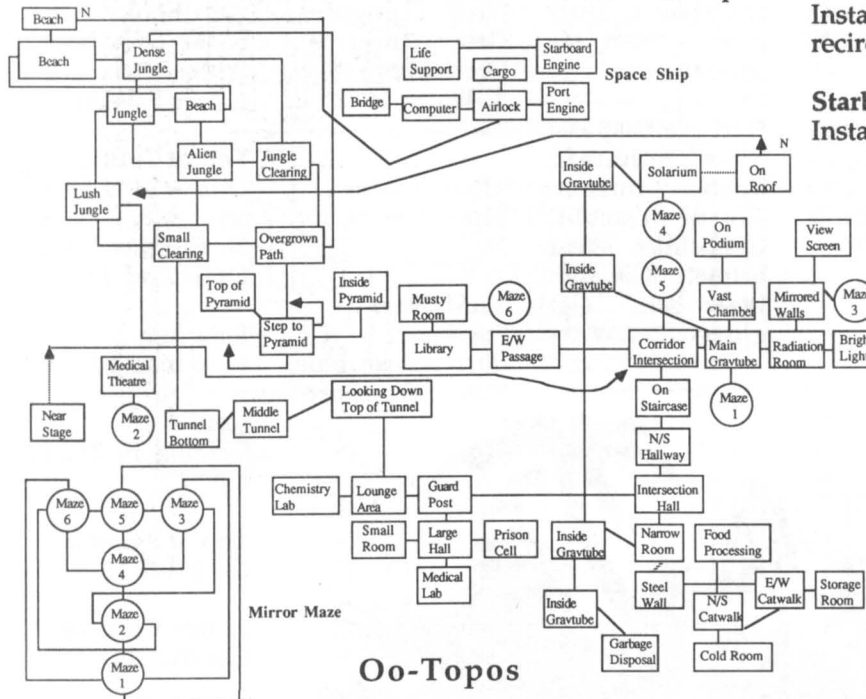 Insta
recir
Starb
Insta
Beach
N
Beach
Dense
Jungle
Jungle
Beach
Alien
Jungle
Jungle
Clearing
Lush
Jungle
Small
Clearing
Overgrown
Path
Top of
Pyramid
Inside
Pyramid
Step to
Pyramid
Life
Support
Starboard
Engine
Cargo
Space Ship
Bridge
Computer
Airlock
Port
Engine
Inside
Gravtube
Solarium
On
Roof
N
Maze
4
On
Podium
View
Screen
Inside
Gravtube
Maze
5
Vast
Chamber
Mirrored
Walls
Maze
3
Musty
Room
Maze
6
Library
E/W
Passage
Corridor
Intersection
Main
Gravtube
Radiation
Room
Brigh
Light
Medical
Theatre
Maze
2
Near
Stage
Tunnel
Bottom
Middle
Tunnel
Looking Down
Top of Tunnel
On
Staircase
Maze
1
N/S
Hallway
Chemistry
Lab
Lounge
Area
Guard
Post
Intersection
Hall
Small
Room
Large
Hall
Prison
Cell
Medical
Lab
Inside
Gravtube
Narrow
Room
Food
Processing
Inside
Gravtube
Steel
Wall
N/S
Catwalk
E/W
Catwalk
Storage
Room
Garbage
Disposal
Cold Room
Maze
6
Maze
5
Maze
3
Maze
4
Maze
2
Maze
1
Mirror Maze
Oo-Topos